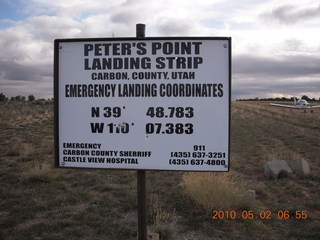 PETER'S POINT
LANDING STRIP
CARBON, COUNTY, UTAH
EMERGENCY LANDING COORDINATES
N 39° 48.783
W 110° 07.383
EMERGENCY 911
CARBON COUNTY SHERRIFF (435) 637-3251
CASTLE VIEW HOSPITAL (435) 637-4800
2010 05 02 06 55